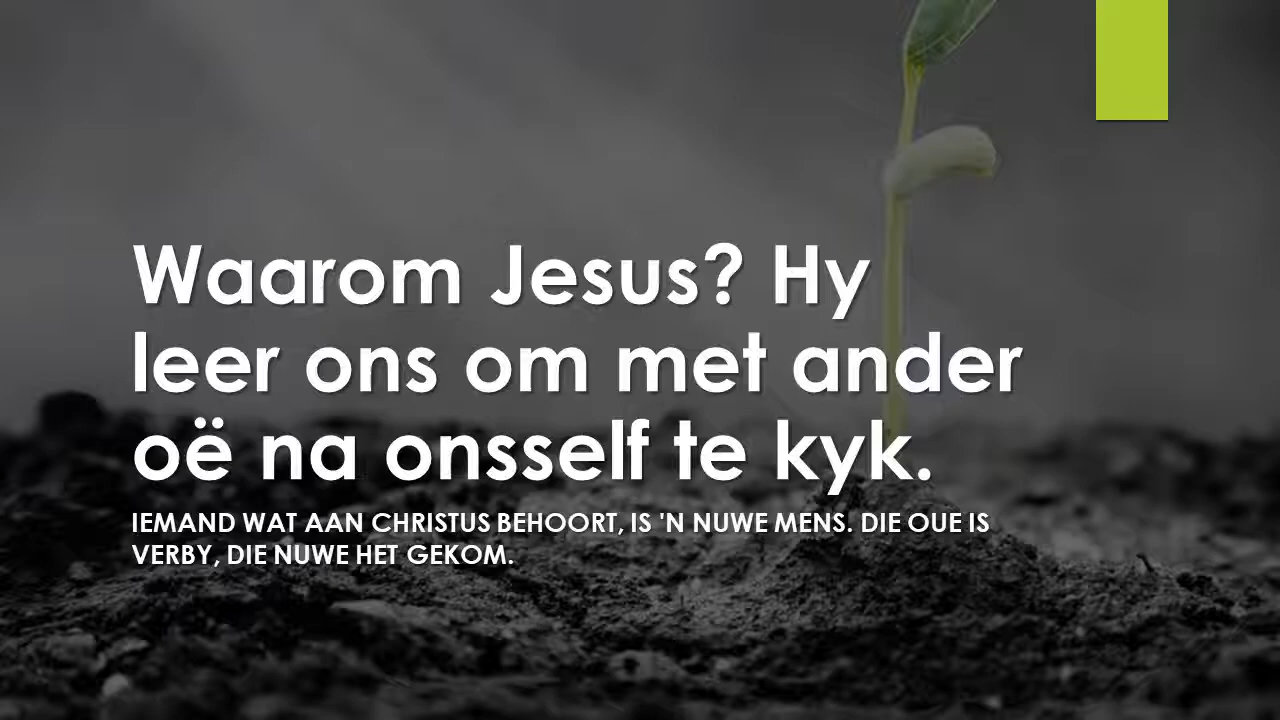 Waarom Jesus? Hy
leer ons om met ander
oë na onsself te kyk.
IEMAND WAT AAN CHRISTUS BEHOORT, IS 'N NUWE MENS. DIE OUE IS
VERBY, DIE NUWE HET GEKOM.